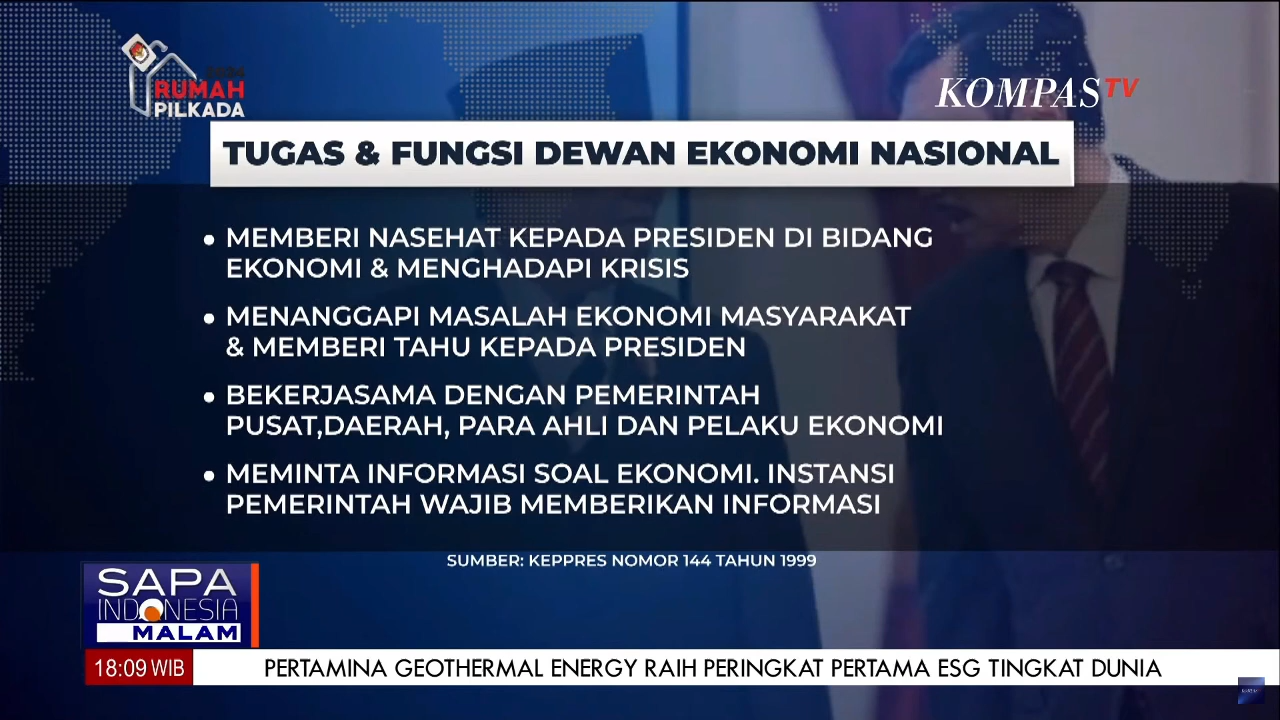 2024
RUMAH
PILKADA
KOMPASTV
TUGAS & FUNGSI DEWAN EKONOMI NASIONAL
• MEMBERI NASEHAT KEPADA PRESIDEN DI BIDANG
EKONOMI & MENGHADAPI KRISIS
• MENANGGAPI MASALAH EKONOMI MASYARAKAT
& MEMBERI TAHU KEPADA PRESIDEN
• BEKERJASAMA DENGAN PEMERINTAH
PUSAT,DAERAH, PARA AHLI DAN PELAKU EKONOMI
• MEMINTA INFORMASI SOAL EKONOMI. INSTANSI
PEMERINTAH WAJIB MEMBERIKAN INFORMASI
SUMBER: KEPPRES NOMOR 144 TAHUN 1999
SAPA
INDONESIA
MALAM
18:09 WIB
PERTAMINA GEOTHERMAL ENERGY RAIH PERINGKAT PERTAMA ESG TINGKAT DUNIA